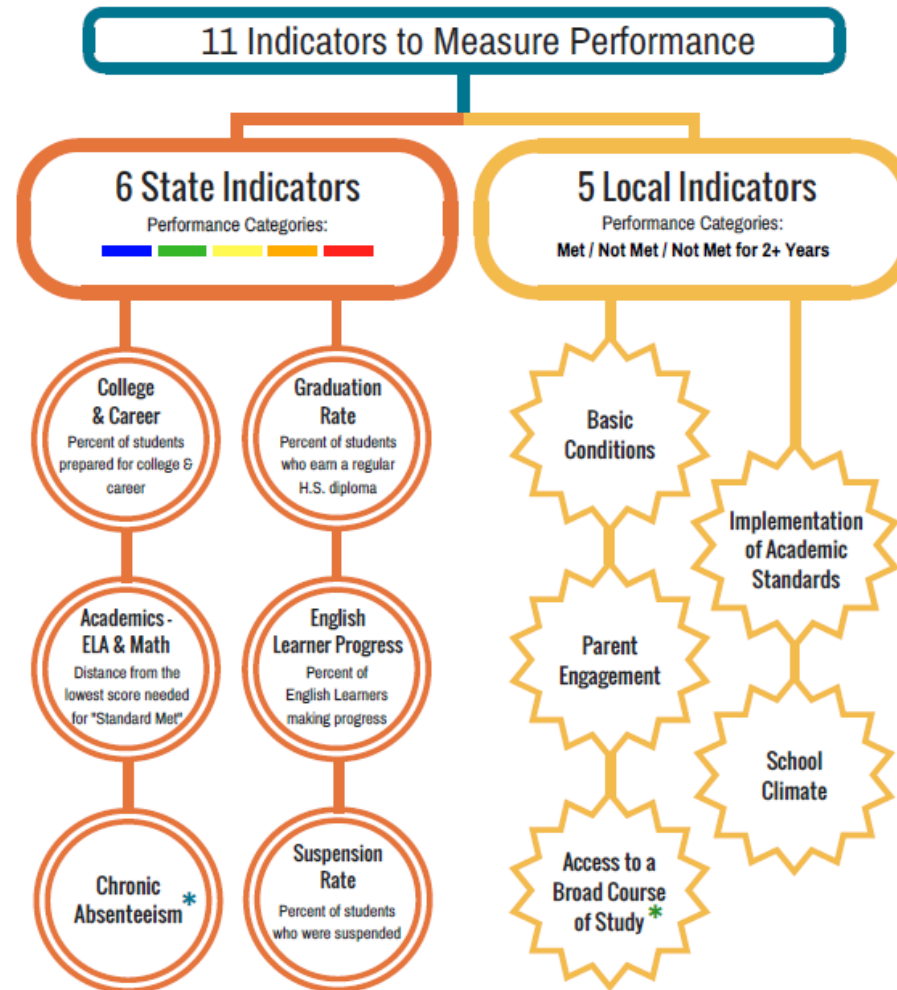 11 Indicators to Measure Performance
6 State Indicators
Performance Categories:
5 Local Indicators
Performance Categories:
Met / Not Met / Not Met for 2+ Years
College
& Career
Percent of students
prepared for college &
career
Graduation
Rate
Percent of students
who earn a regular
H.S. diploma
Academics -
ELA & Math
Distance from the
lowest score needed
for "Standard Met"
English
Learner Progress
Percent of
English Learners
making progress
Chronic
Absenteeism*
Suspension
Rate
Percent of students
who were suspended
Basic
Conditions
Implementation
of Academic
Standards
Parent
Engagement
School
Climate
Access to a
Broad Course
of Study*